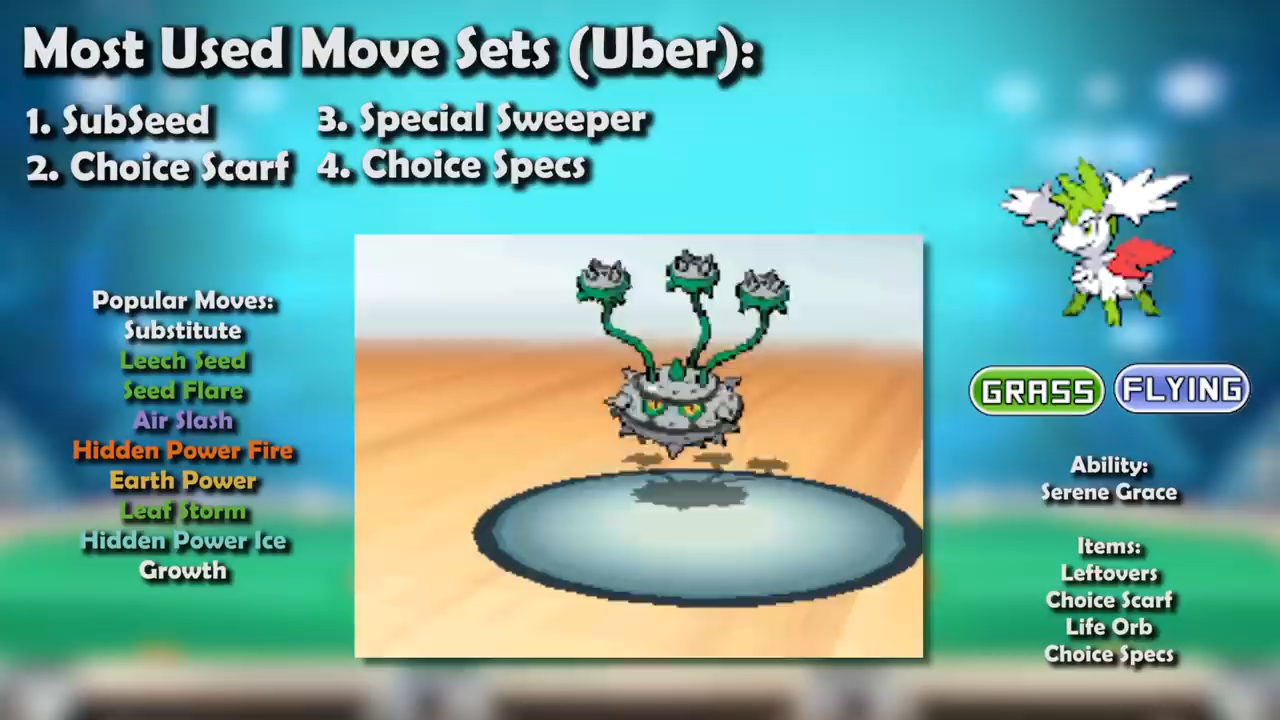 Most Used Move Sets (Uber):
1. SubSeed
2. Choice Scarf
3. Special Sweeper
4. Choice Specs
Popular Moves:
Substitute
Leech Seed
Seed Flare
Air Slash
Hidden Power Fire
Earth Power
Leaf Storm
Hidden Power Ice
Growth
GRASS FLYING
Ability:
Serene Grace
Items:
Leftovers
Choice Scarf
Life Orb
Choice Specs